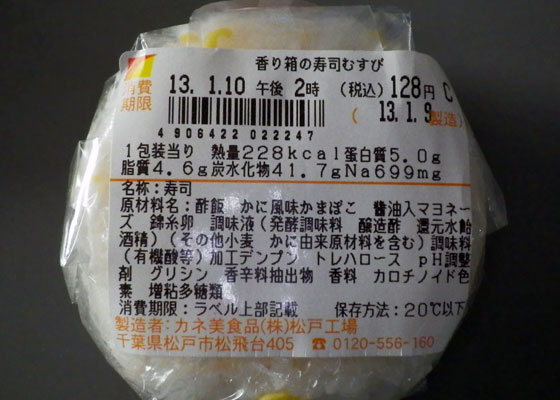 香り箱の寿司むすび
消費期限 13.1.10 午後 2時 (税込) 128円 C
(13.1.9 製造)
4 906422 022247
1包装当り 熱量228kcal蛋白質5.0g
脂質4.6g炭水化物41.7gNa699mg
名称:寿司
原材料名:酢飯 かに風味かまぼこ 醤油入マヨネー
ズ 錦糸卵 調味液(発酵調味料 醸造酢 還元水飴
酒精)(その他小麦 かに由来原材料を含む)調味料
(有機酸等)加工デンプン トレハロース pH調整
剤 グリシン 香辛料抽出物 香料 カロチノイド色
素 増粘多糖類
消費期限:ラベル上部記載 保存方法:20℃以下
製造者:カネ美食品(株)松戸工場
千葉県松戸市松飛台405 ☎0120-556-160